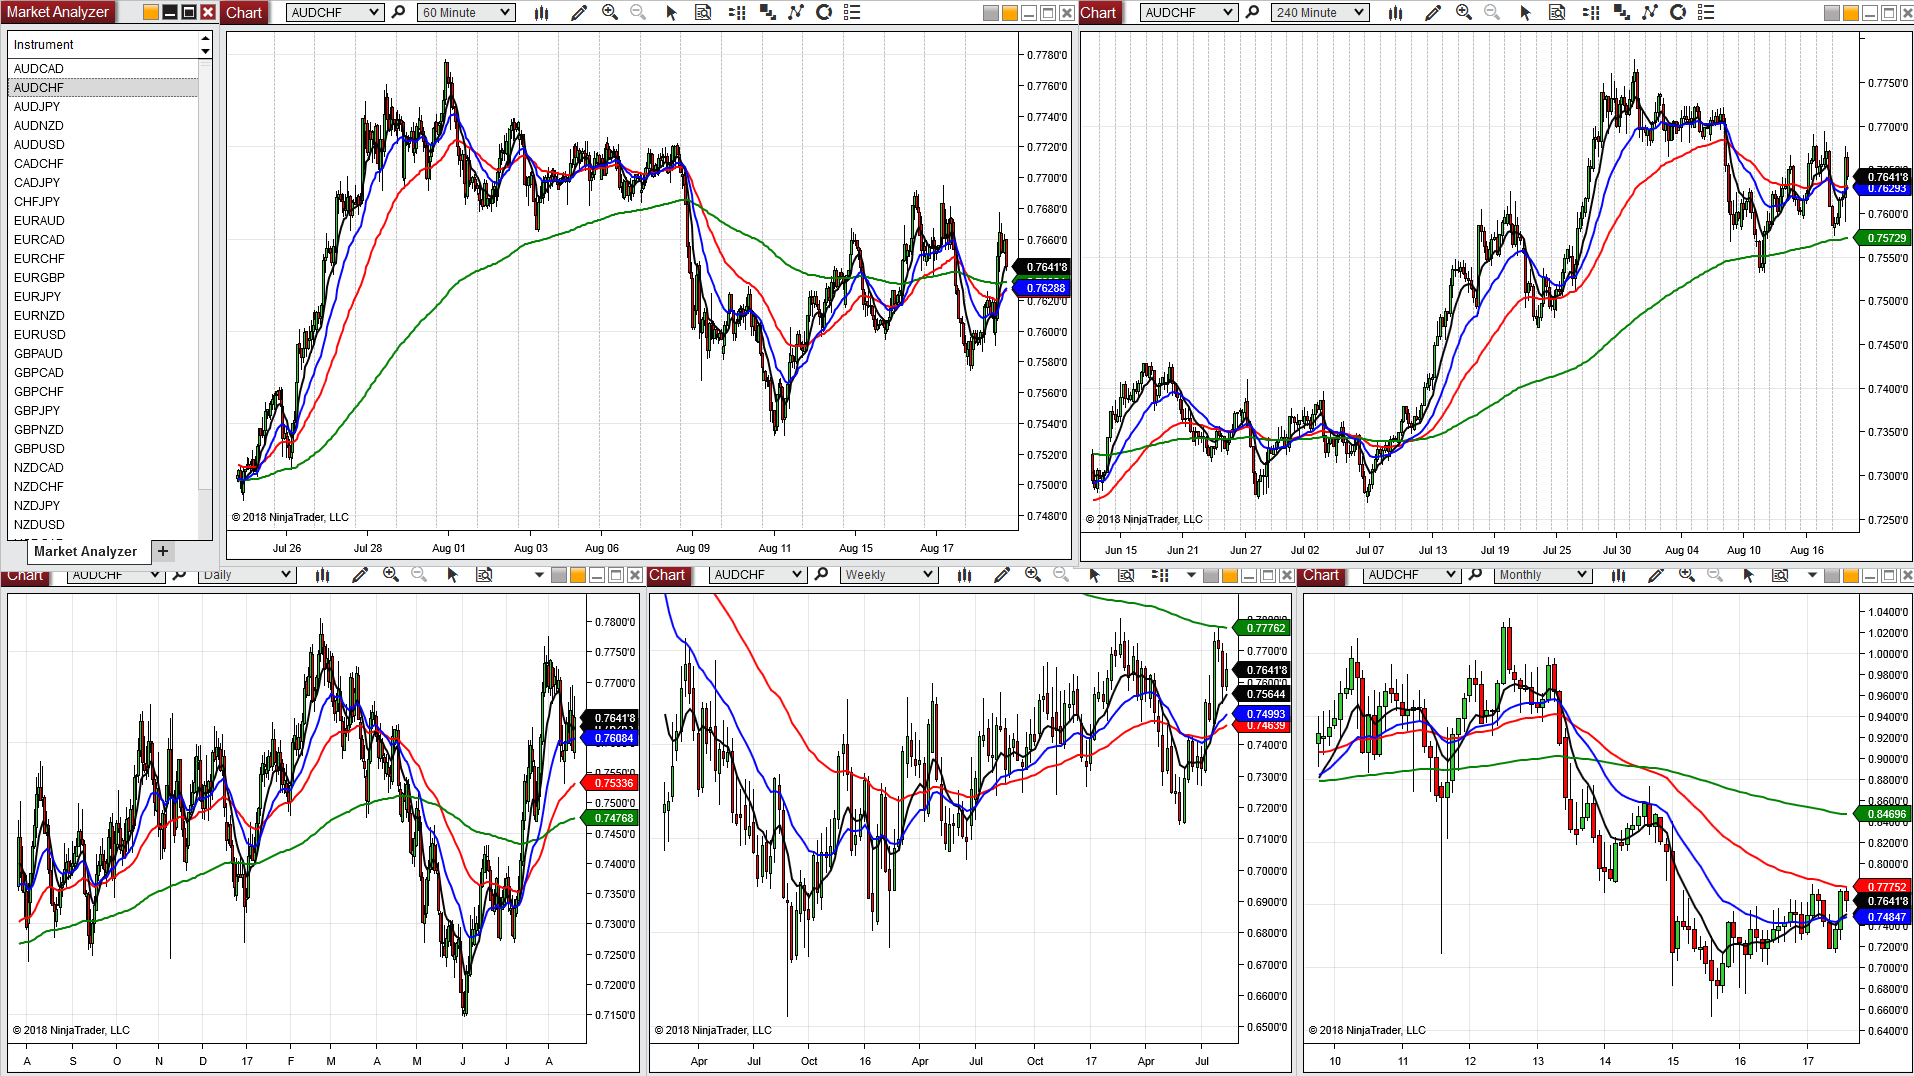 Market Analyzer
Instrument
AUDCAD
AUDCHF
AUDJPY
AUDNZD
AUDUSD
CADCHF
CADJPY
CHFJPY
EURAUD
EURCAD
EURCHF
EURGBP
EURJPY
EURNZD
EURUSD
GBPAUD
GBPCAD
GBPCHF
GBPJPY
GBPNZD
GBPUSD
NZDCAD
NZDCHF
NZDJPY
NZDUSD
Market Analyzer +
Chart AUDCHF 60 Minute
0.7780'0
0.7760'0
0.7740'0
0.7720'0
0.7700'0
0.7680'0
0.7660'0
0.7641'8
0.76288
0.7620'0
0.7600'0
0.7580'0
0.7560'0
0.7540'0
0.7520'0
0.7500'0
0.7480'0
© 2018 NinjaTrader, LLC
Jul 26 Jul 28 Aug 01 Aug 03 Aug 06 Aug 09 Aug 11 Aug 15 Aug 17
Chart AUDCHF 240 Minute
0.7750'0
0.7700'0
0.7641'8
0.76293
0.7600'0
0.75729
0.7550'0
0.7500'0
0.7450'0
0.7400'0
0.7350'0
0.7300'0
0.7250'0
© 2018 NinjaTrader, LLC
Jun 15 Jun 21 Jun 27 Jul 02 Jul 07 Jul 13 Jul 19 Jul 25 Jul 30 Aug 04 Aug 10 Aug 16
Chart AUDCHF Daily
0.7800'0
0.7750'0
0.7700'0
0.7641'8
0.76084
0.7550'0
0.75336
0.7500'0
0.74768
0.7450'0
0.7400'0
0.7350'0
0.7300'0
0.7250'0
0.7200'0
0.7150'0
© 2018 NinjaTrader, LLC
A S O N D 17 F M A M J J A
Chart AUDCHF Weekly
0.77762
0.7700'0
0.7641'8
0.7600'0
0.75644
0.74993
0.74639
0.7400'0
0.7300'0
0.7200'0
0.7100'0
0.7000'0
0.6900'0
0.6800'0
0.6700'0
0.6600'0
0.6500'0
© 2018 NinjaTrader, LLC
Apr Jul Oct 16 Apr Jul Oct 17 Apr Jul
Chart AUDCHF Monthly
1.0400'0
1.0200'0
1.0000'0
0.9800'0
0.9600'0
0.9400'0
0.9200'0
0.9000'0
0.8800'0
0.8600'0
0.84696
0.8200'0
0.8000'0
0.77752
0.7641'8
0.74847
0.7400'0
0.7200'0
0.7000'0
0.6800'0
0.6600'0
0.6400'0
© 2018 NinjaTrader, LLC
10 11 12 13 14 15 16 17